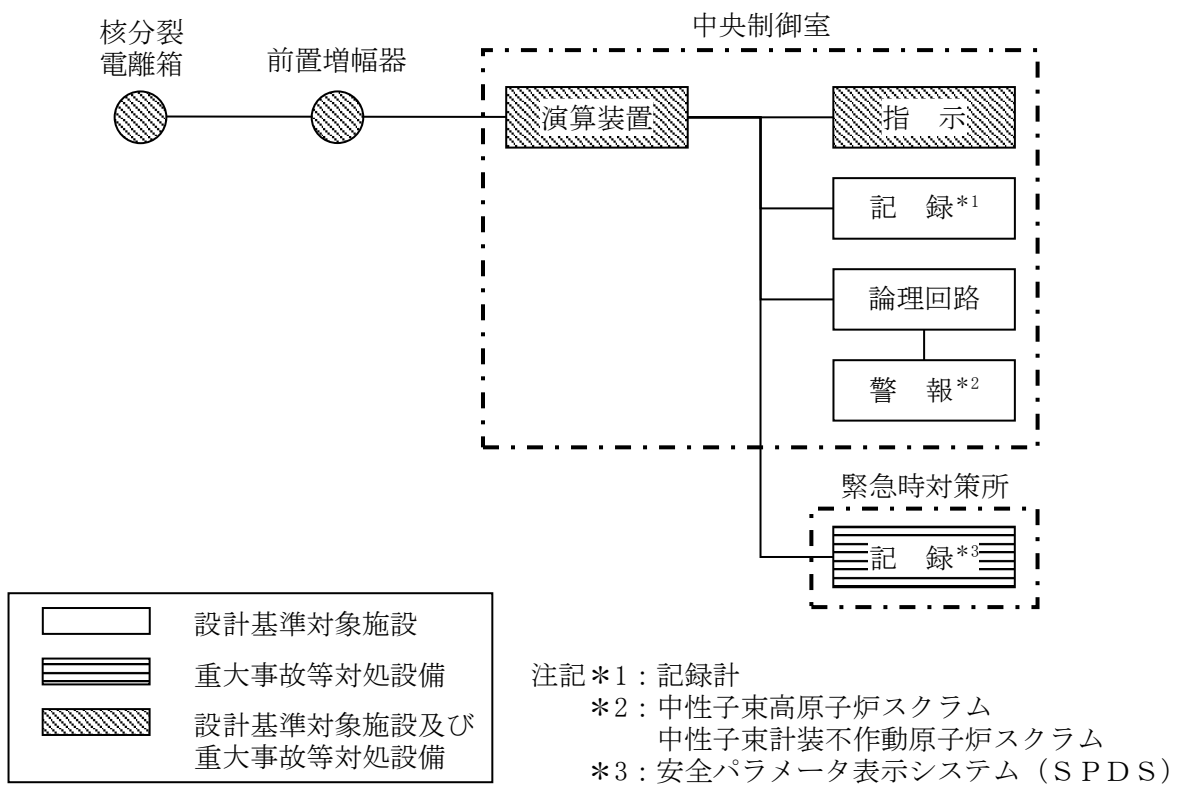 中央制御室
核分裂
電離箱
前置増幅器
演算装置
指　示
記　録*1
論理回路
警　報*2
緊急時対策所
記　録*3
設計基準対象施設
重大事故等対処設備
設計基準対象施設及び
重大事故等対処設備
注記*1：記録計
*2：中性子束高原子炉スクラム
中性子束計装不作動原子炉スクラム
*3：安全パラメータ表示システム（ＳＰＤＳ）